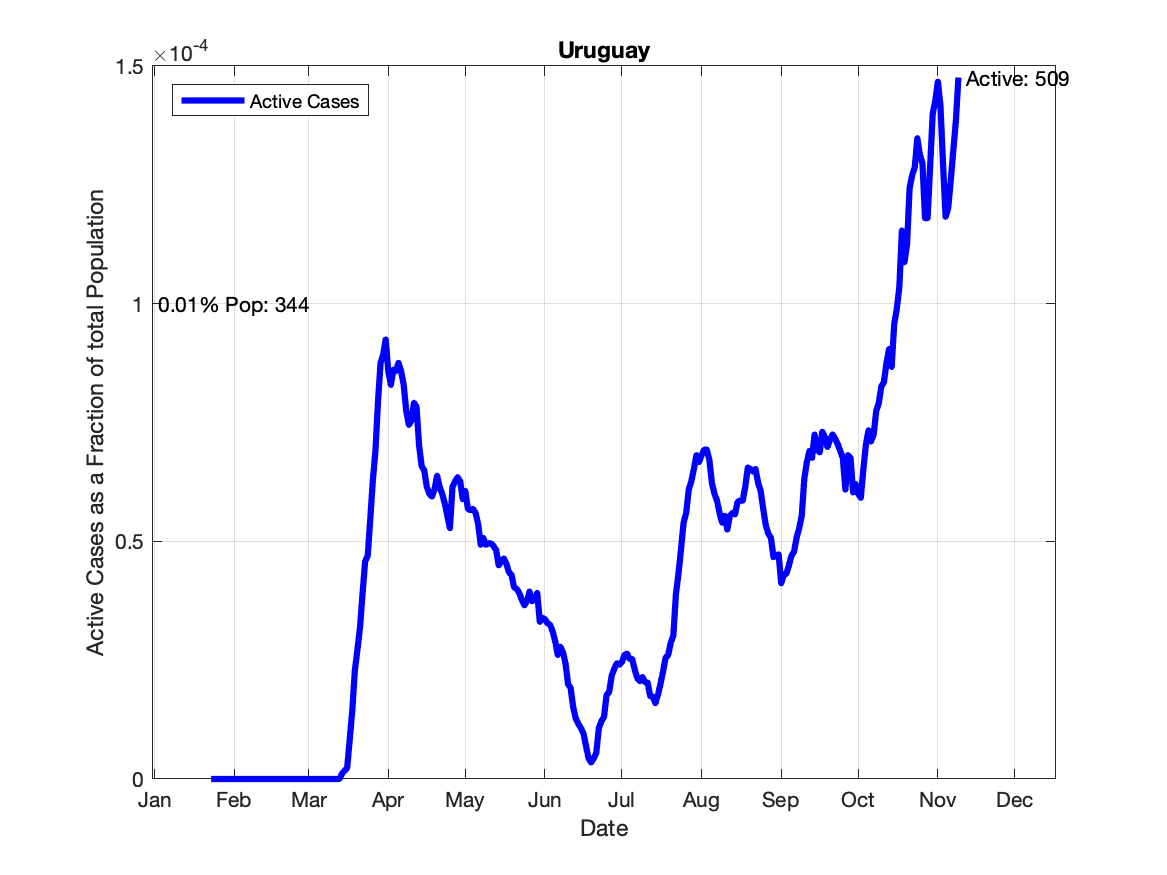 Uruguay
×10⁻⁴
1.5
1
0.5
0
Active Cases
Active: 509
0.01% Pop: 344
Active Cases as a Fraction of total Population
Jan Feb Mar Apr May Jun Jul Aug Sep Oct Nov Dec
Date